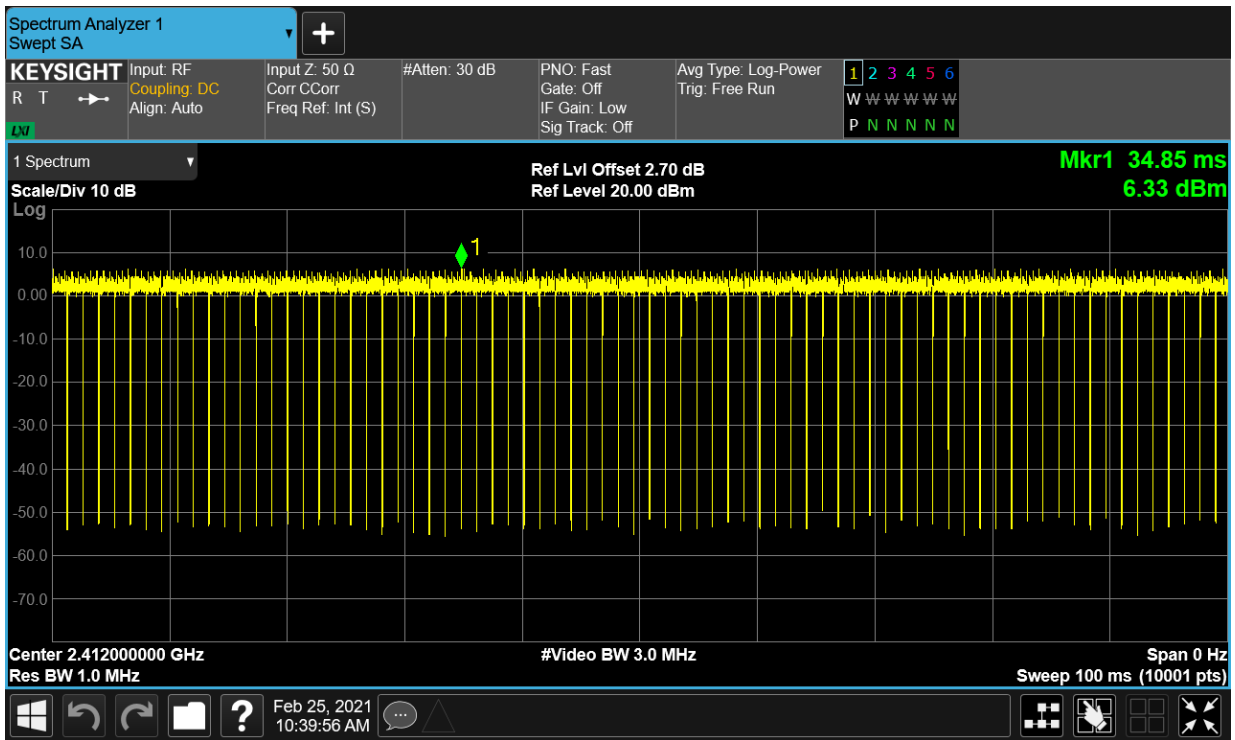 Spectrum Analyzer 1
Swept SA
KEYSIGHT
R T
LXI
Input: RF
Coupling: DC
Align: Auto
Input Z: 50 Ω
Corr CCorr
Freq Ref: Int (S)
#Atten: 30 dB
PNO: Fast
Gate: Off
IF Gain: Low
Sig Track: Off
Avg Type: Log-Power
Trig: Free Run
1 2 3 4 5 6
W W W W W W
P N N N N N
1 Spectrum
Scale/Div 10 dB
Log
Ref Lvl Offset 2.70 dB
Ref Level 20.00 dBm
Mkr1 34.85 ms
6.33 dBm
1
10.0
0.00
-10.0
-20.0
-30.0
-40.0
-50.0
-60.0
-70.0
Center 2.412000000 GHz
Res BW 1.0 MHz
#Video BW 3.0 MHz
Span 0 Hz
Sweep 100 ms (10001 pts)
?
Feb 25, 2021
10:39:56 AM